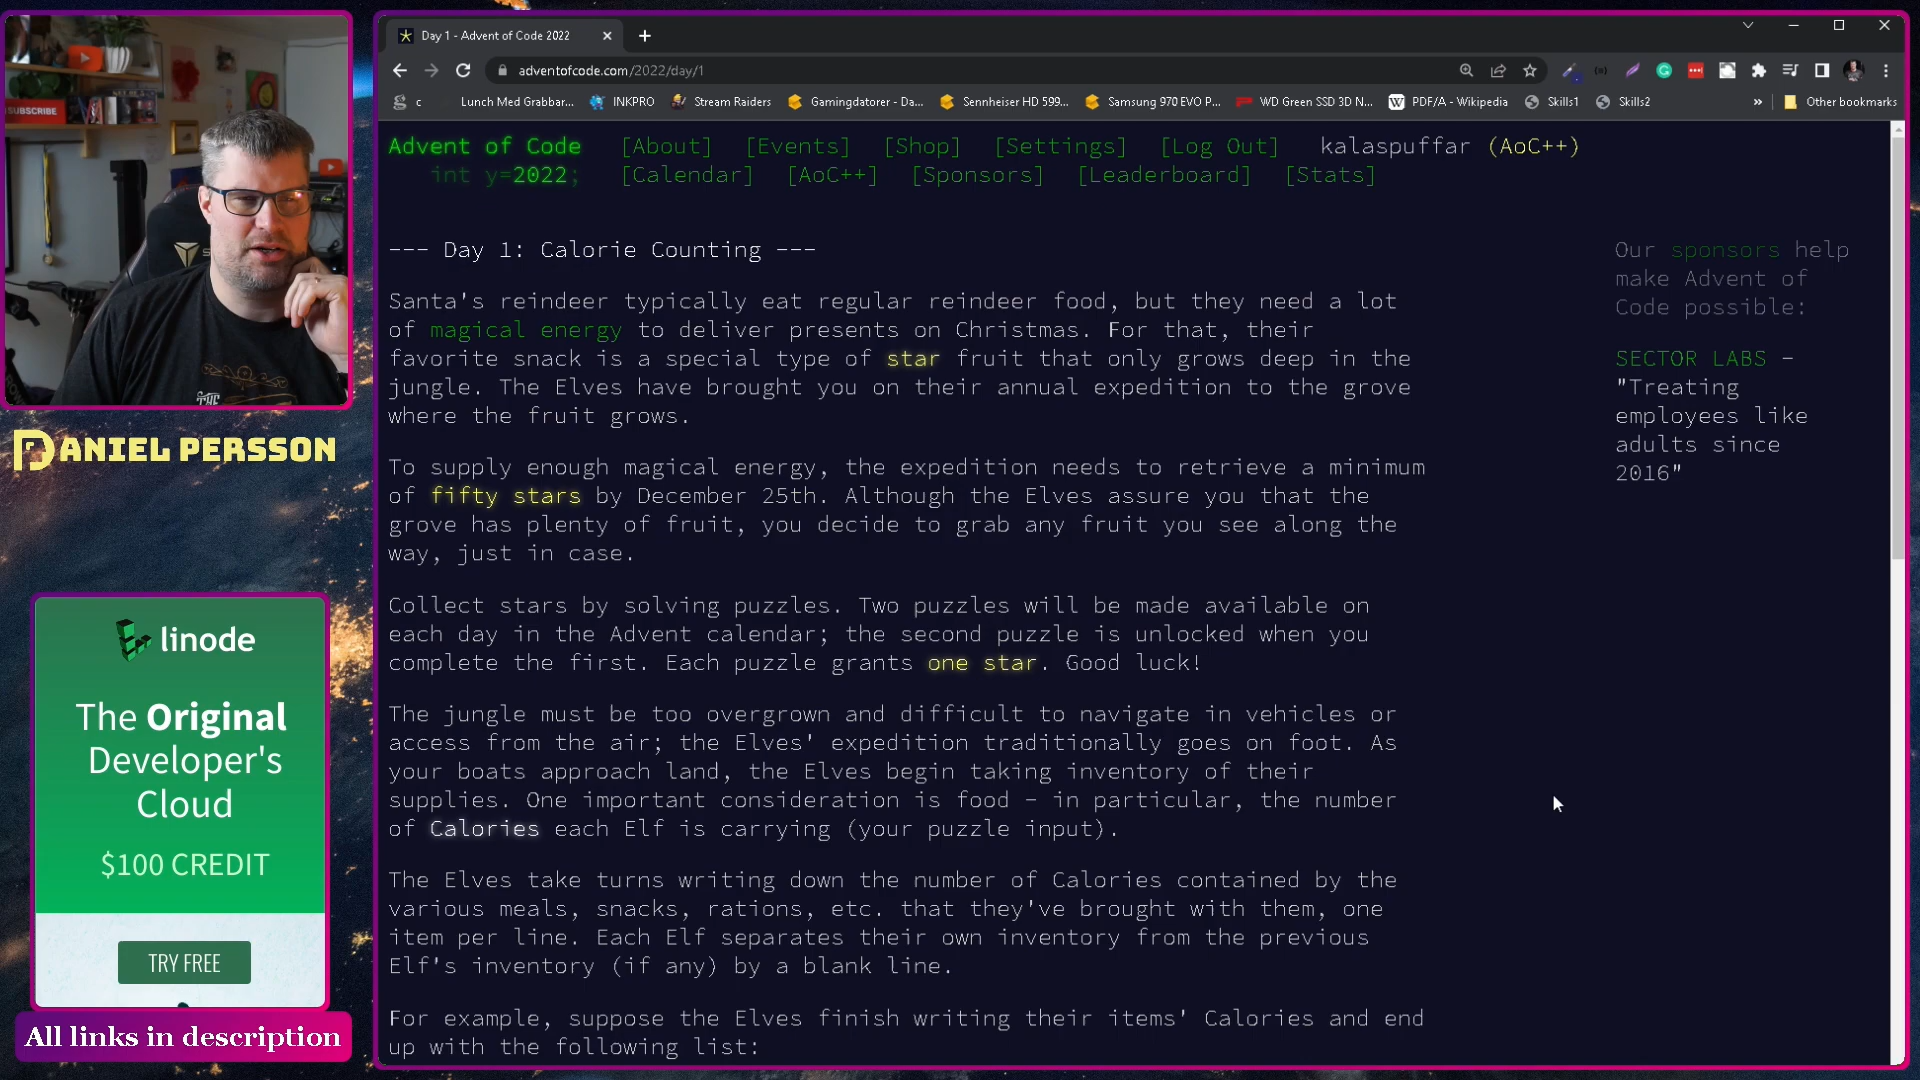 Day 1 - Advent of Code 2022
adventofcode.com/2022/day/1
c
Lunch Med Grabbar...
INKPRO
Stream Raiders
Gamingdatorer - Da...
Sennheiser HD 599...
Samsung 970 EVO P...
WD Green SSD 3D N...
PDF/A - Wikipedia
Skills1
Skills2
»
Other bookmarks
Advent of Code [About] [Events] [Shop] [Settings] [Log Out] kalaspuffar (AoC++)
int y=2022; [Calendar] [AoC++] [Sponsors] [Leaderboard] [Stats]
--- Day 1: Calorie Counting ---
Santa's reindeer typically eat regular reindeer food, but they need a lot
of magical energy to deliver presents on Christmas. For that, their
favorite snack is a special type of star fruit that only grows deep in the
jungle. The Elves have brought you on their annual expedition to the grove
where the fruit grows.
To supply enough magical energy, the expedition needs to retrieve a minimum
of fifty stars by December 25th. Although the Elves assure you that the
grove has plenty of fruit, you decide to grab any fruit you see along the
way, just in case.
Collect stars by solving puzzles. Two puzzles will be made available on
each day in the Advent calendar; the second puzzle is unlocked when you
complete the first. Each puzzle grants one star. Good luck!
The jungle must be too overgrown and difficult to navigate in vehicles or
access from the air; the Elves' expedition traditionally goes on foot. As
your boats approach land, the Elves begin taking inventory of their
supplies. One important consideration is food - in particular, the number
of Calories each Elf is carrying (your puzzle input).
The Elves take turns writing down the number of Calories contained by the
various meals, snacks, rations, etc. that they've brought with them, one
item per line. Each Elf separates their own inventory from the previous
Elf's inventory (if any) by a blank line.
For example, suppose the Elves finish writing their items' Calories and end
up with the following list:
Our sponsors help
make Advent of
Code possible:
SECTOR LABS -
"Treating
employees like
adults since
2016"
SUBSCRIBE
THE
DANIEL PERSSON
linode
The Original
Developer's
Cloud
$100 CREDIT
TRY FREE
All links in description